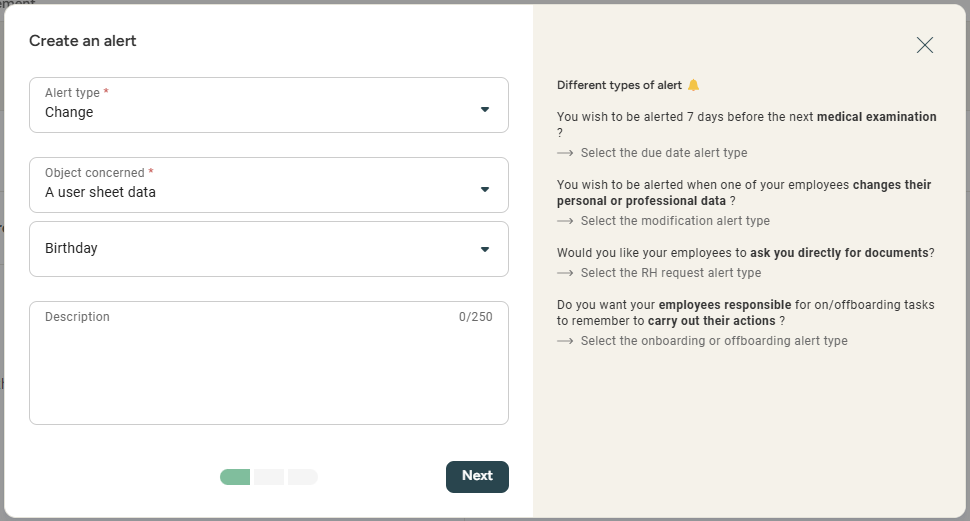 Create an alert
Alert type *
Change
Object concerned *
A user sheet data
Birthday
Description 0/250
Next
Different types of alert
You wish to be alerted 7 days before the next medical examination
?
Select the due date alert type
You wish to be alerted when one of your employees changes their
personal or professional data ?
Select the modification alert type
Would you like your employees to ask you directly for documents?
Select the RH request alert type
Do you want your employees responsible for on/offboarding tasks
to remember to carry out their actions ?
Select the onboarding or offboarding alert type